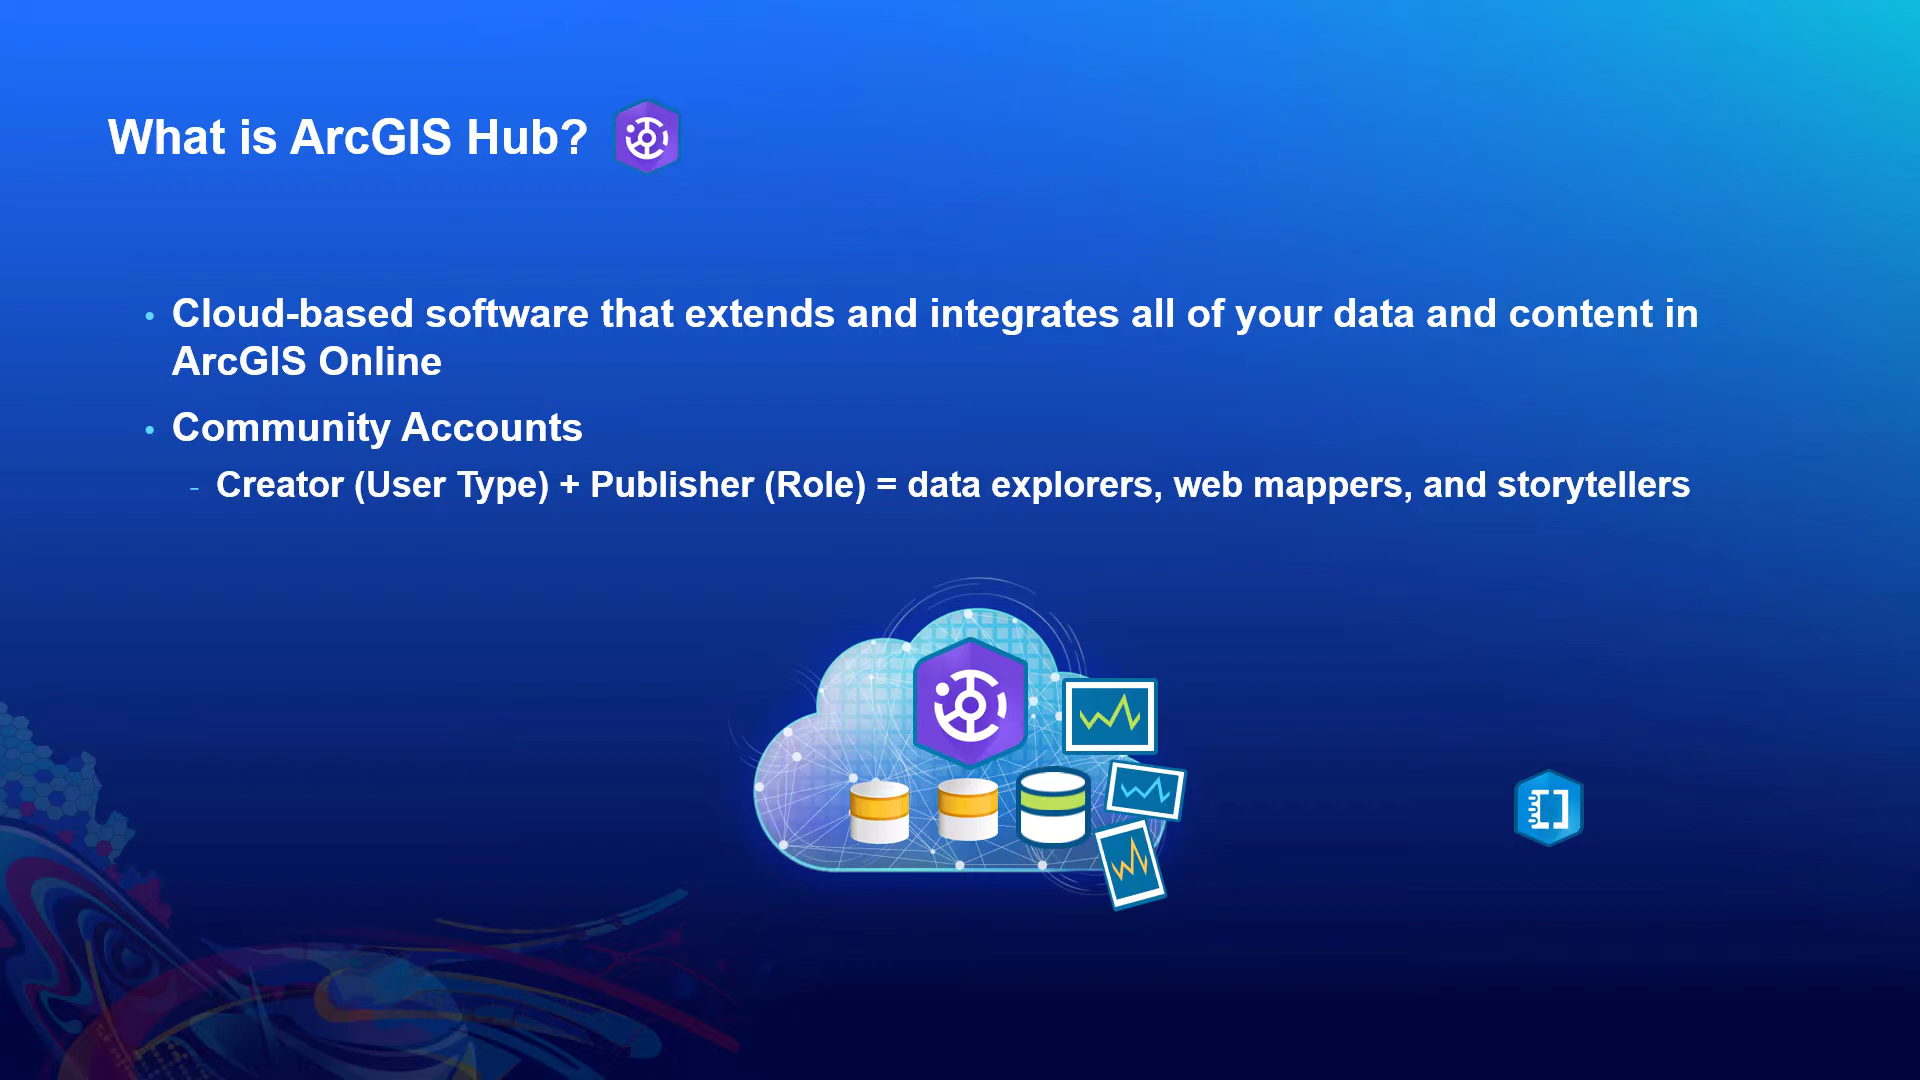 What is ArcGIS Hub?
• Cloud-based software that extends and integrates all of your data and content in
ArcGIS Online
• Community Accounts
- Creator (User Type) + Publisher (Role) = data explorers, web mappers, and storytellers